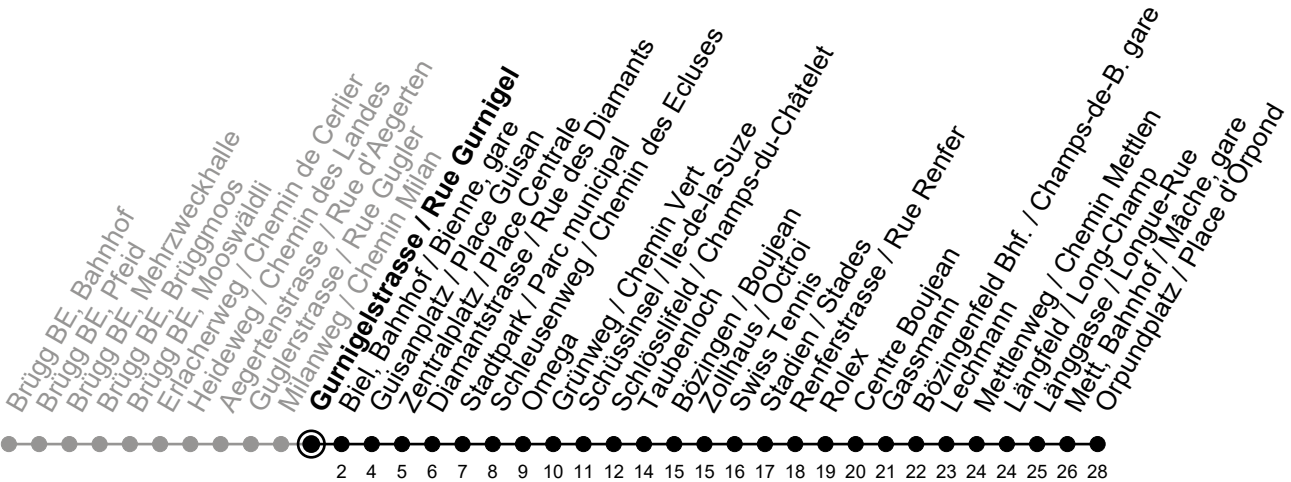 Brügg BE, Bahnhof
Brügg BE, Pfeid
Brügg BE, Mehrzweckhalle
Brügg BE, Brüggmoos
Brügg BE, Mooswäldli
Erlacherweg / Chemin de Cerlier
Heideweg / Chemin des Landes
Aegertenstrasse / Rue d'Aegerten
Guglerstrasse / Rue Gugler
Milanweg / Chemin Milan
Gurnigelstrasse / Rue Gurnigel
Biel, Bahnhof / Bienne, gare
Guisanplatz / Place Guisan
Zentralplatz / Place Centrale
Diamantstrasse / Rue des Diamants
Stadtpark / Parc municipal
Schleusenweg / Chemin des Ecluses
Omega
Grünweg / Chemin Vert
Schüssinsel / Ile-de-la-Suze
Schlösslifeld / Champs-du-Châtelet
Taubenloch
Bözingen / Boujean
Zollhaus / Octroi
Swiss Tennis
Stadien / Stades
Renferstrasse / Rue Renfer
Rolex
Centre Boujean
Gassmann
Bözingenfeld Bhf. / Champs-de-B. gare
Lechmann
Mettlenweg / Chemin Mettlen
Längfeld / Long-Champ
Länggasse / Longue-Rue
Mett, Bahnhof / Mâche, gare
Orpundplatz / Place d'Orpond
2 4 5 6 7 8 9 10 11 12 14 15 15 16 17 18 19 20 21 22 23 24 24 25 26 28